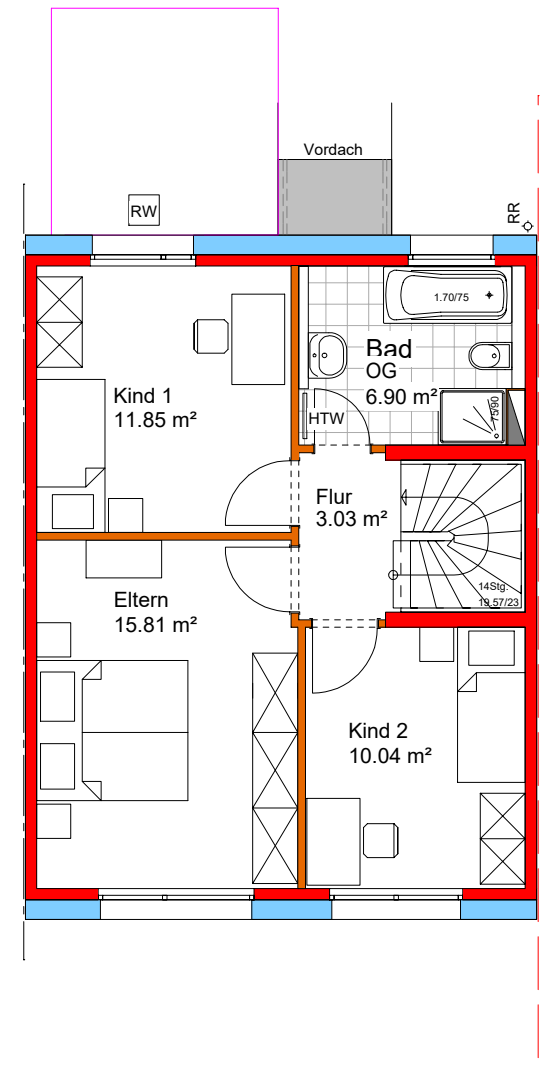 Vordach
RW
RR
1.70/75
Bad
OG
6.90 m²
75/90
HTW
Kind 1
11.85 m²
Flur
3.03 m²
14Stg.
19.57/23
Eltern
15.81 m²
Kind 2
10.04 m²